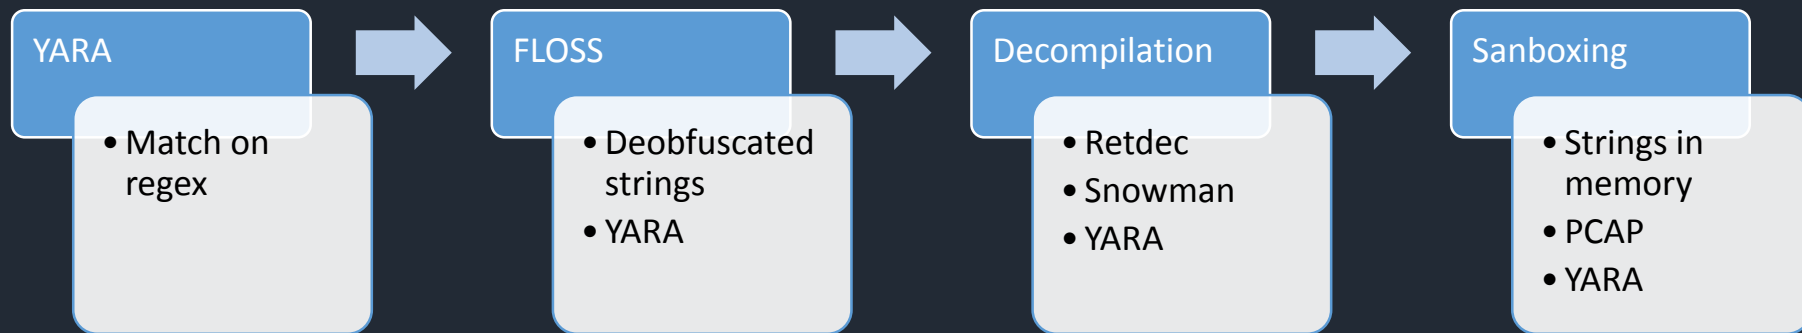 YARA
• Match on
regex
FLOSS
• Deobfuscated
strings
• YARA
Decompilation
• Retdec
• Snowman
• YARA
Sanboxing
• Strings in
memory
• PCAP
• YARA